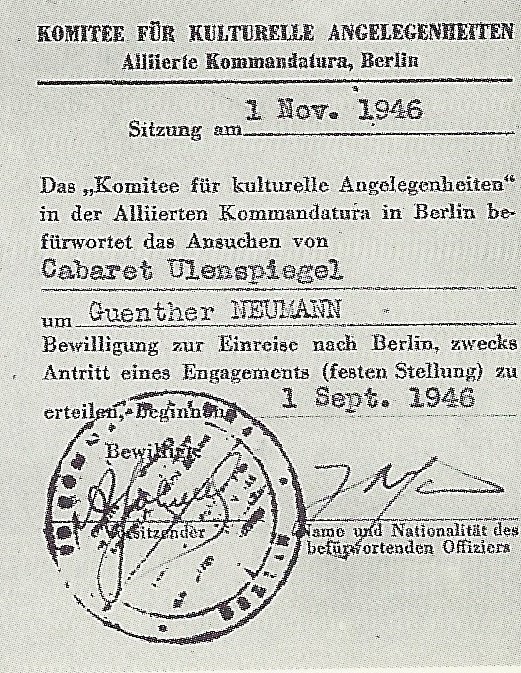 KOMITEE FÜR KULTURELLE ANGELEGENHEITEN
Alliierte Kommandatura, Berlin
Sitzung am 1 Nov. 1946
Das „Komitee für kulturelle Angelegenheiten“
in der Alliierten Kommandatura in Berlin be-
fürwortet das Ansuchen von
Cabaret Ulenspiegel
um Guenther NEUMANN
Bewilligung zur Einreise nach Berlin, zwecks
Antritt eines Engagements (festen Stellung) zu
erteilen, Beginnend 1 Sept. 1946
Bewilligt
Vorsitzender
Name und Nationalität des
befürwortenden Offiziers